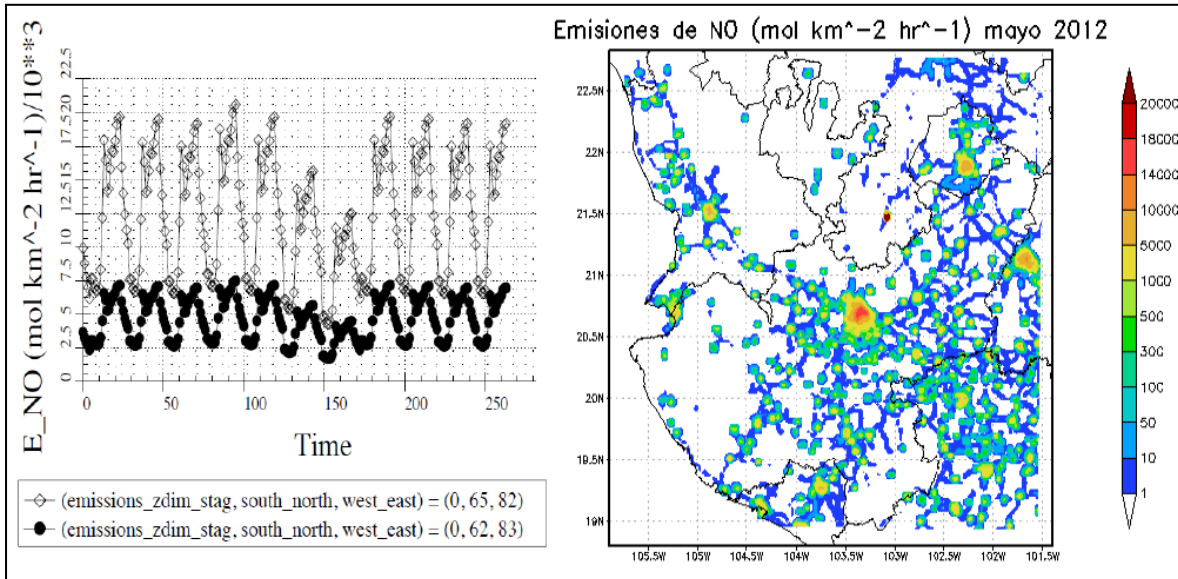 E_NO (mol km^-2 hr^-1)/10**3
22.5
20
17.5
15
12.5
10
7.5
5
2.5
0
0 50 100 150 200 250
Time
(emissions_zdim_stag, south_north, west_east) = (0, 65, 82)
(emissions_zdim_stag, south_north, west_east) = (0, 62, 83)
Emisiones de NO (mol km^-2 hr^-1) mayo 2012
22.5N
22N
21.5N
21N
20.5N
20N
19.5N
19N
105.5W 105W 104.5W 104W 103.5W 103W 102.5W 102W 101.5W
20000
18000
14000
10000
5000
1000
500
300
100
50
10
1